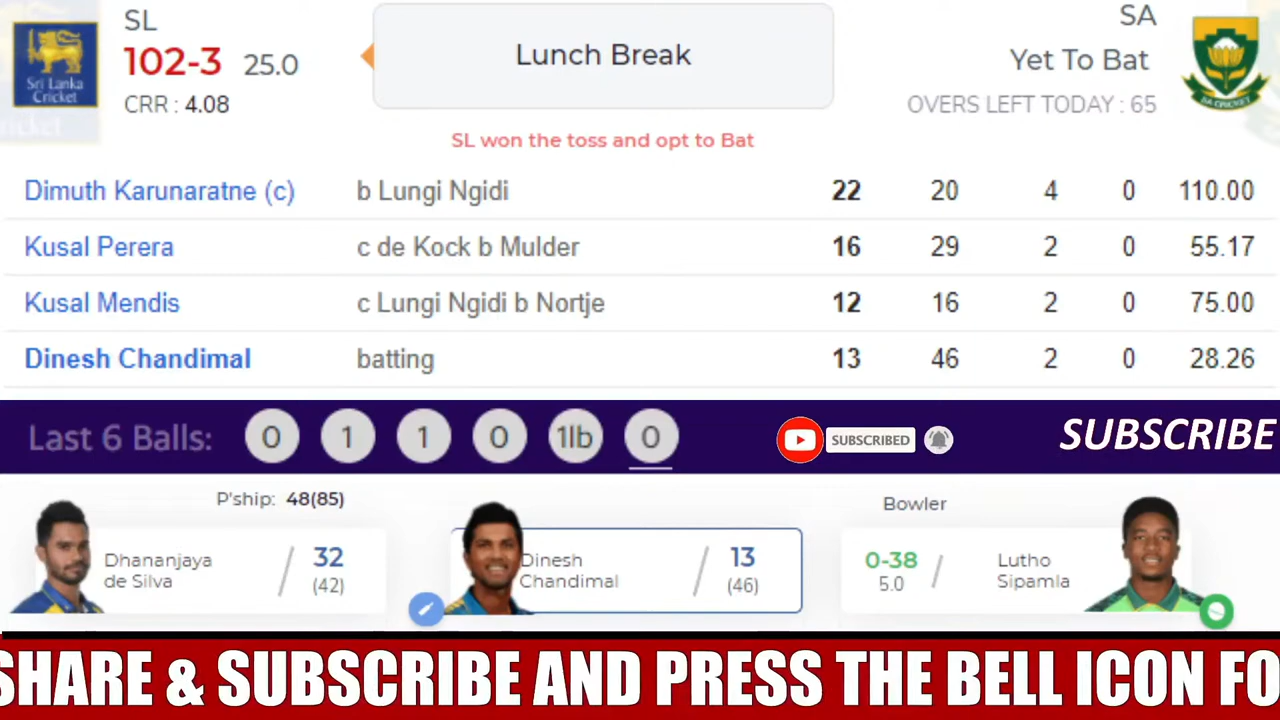 SL
102-3 25.0
CRR : 4.08
Sri Lanka
Cricket
Lunch Break
SA
Yet To Bat
OVERS LEFT TODAY : 65
SA CRICKET
SL won the toss and opt to Bat
Dimuth Karunaratne (c) b Lungi Ngidi 22 20 4 0 110.00
Kusal Perera c de Kock b Mulder 16 29 2 0 55.17
Kusal Mendis c Lungi Ngidi b Nortje 12 16 2 0 75.00
Dinesh Chandimal batting 13 46 2 0 28.26
Last 6 Balls: 0 1 1 0 1lb 0
SUBSCRIBED
SUBSCRIBE
P'ship: 48(85)
Dhananjaya
de Silva
32
(42)
Dinesh
Chandimal
13
(46)
Bowler
0-38
5.0
Lutho
Sipamla
SHARE & SUBSCRIBE AND PRESS THE BELL ICON FO